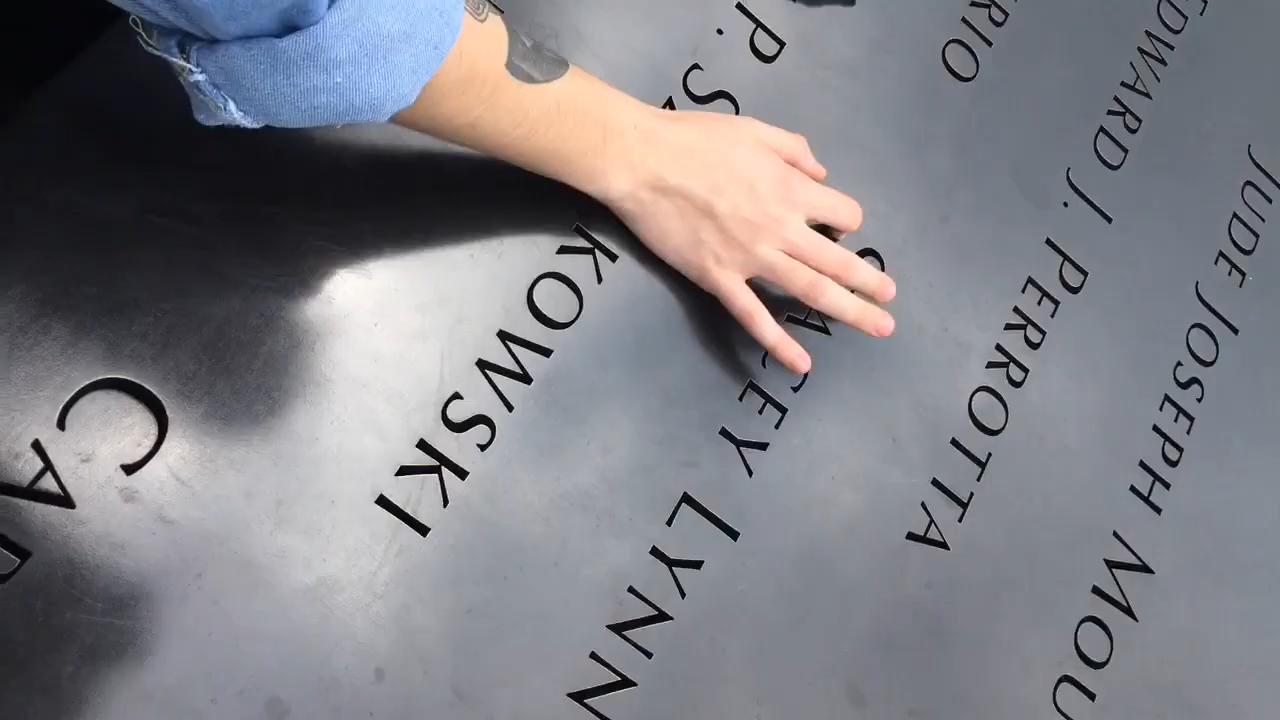 RIO
EDWARD J. PERROTTA
JUDE JOSEPH MOU
P. S
KOWSKI
CEY LYNN
CA